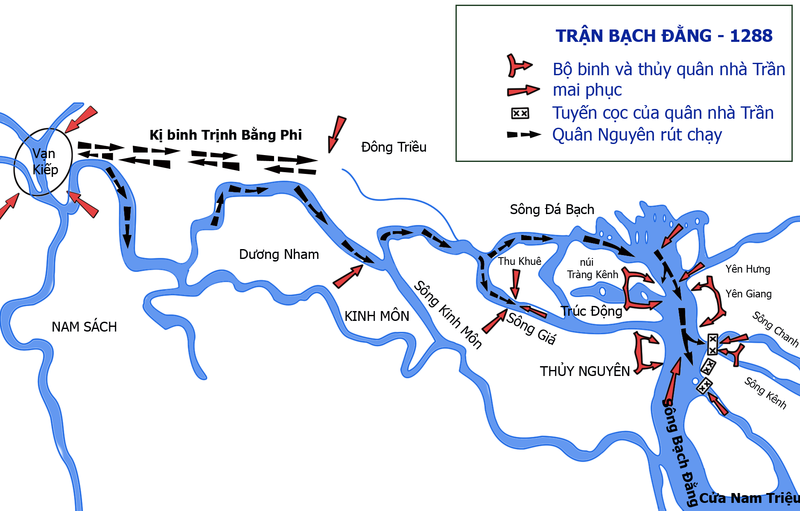 TRẬN BẠCH ĐẰNG - 1288
Bộ binh và thủy quân nhà Trần
mai phục
Tuyến cọc của quân nhà Trần
Quân Nguyên rút chạy
Kị binh Trịnh Bằng Phi
Đông Triều
Vạn
Kiếp
Sông Đá Bạch
Dương Nham
Thu Khuê
núi
Tràng Kênh
Yên Hưng
Yên Giang
NAM SÁCH
KINH MÔN
Sông Kinh Môn
Sông Giá
Trúc Động
Sông Chanh
THỦY NGUYÊN
Sông Kênh
Sông Bạch Đằng
Cửa Nam Triệu